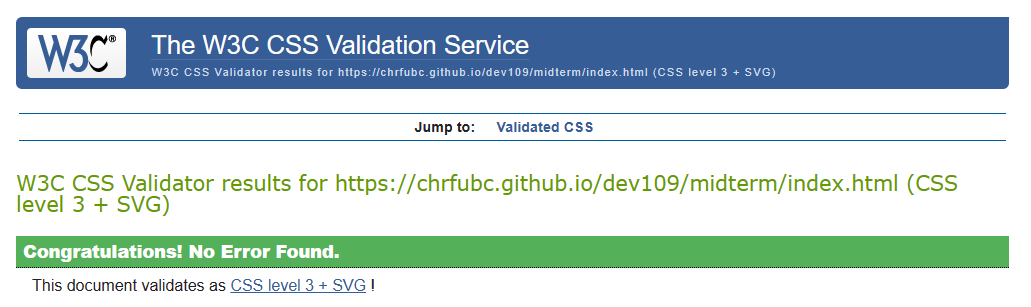 W3C®
The W3C CSS Validation Service
W3C CSS Validator results for https://chrfubc.github.io/dev109/midterm/index.html (CSS level 3 + SVG)
Jump to: Validated CSS
W3C CSS Validator results for https://chrfubc.github.io/dev109/midterm/index.html (CSS
level 3 + SVG)
Congratulations! No Error Found.
This document validates as CSS level 3 + SVG !